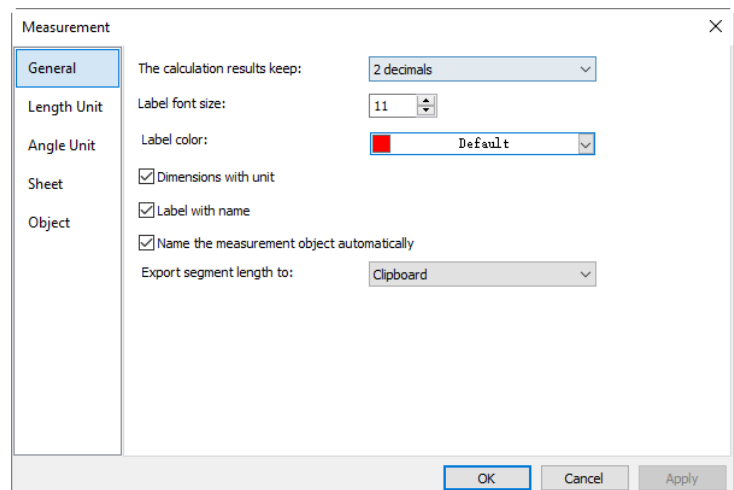 Measurement
General
Length Unit
Angle Unit
Sheet
Object
The calculation results keep: 2 decimals
Label font size: 11
Label color: Default
Dimensions with unit
Label with name
Name the measurement object automatically
Export segment length to: Clipboard
OK Cancel Apply